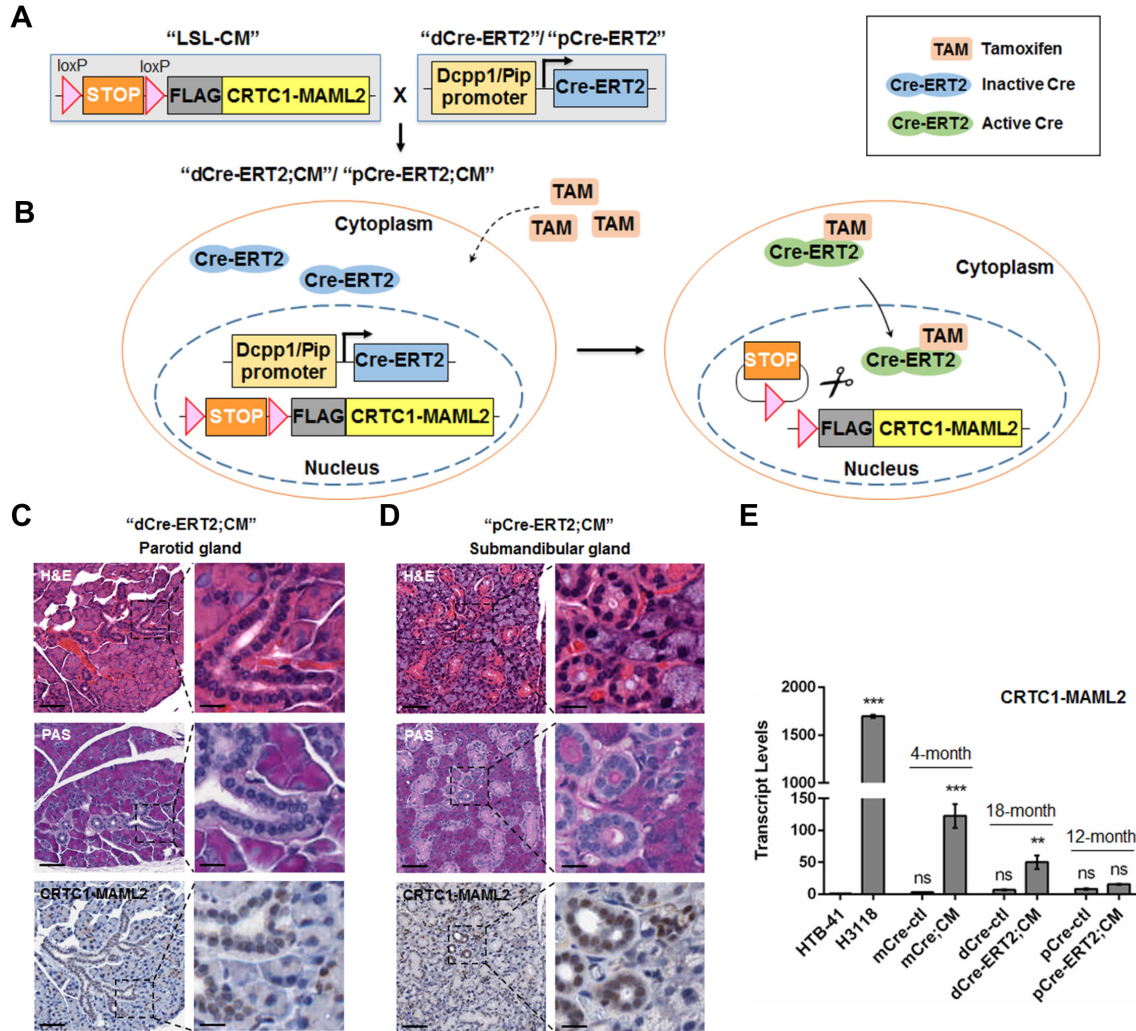 A
"LSL-CM"
"dCre-ERT2"/ "pCre-ERT2"
loxP
loxP
STOP
FLAG
CRTC1-MAML2
X
Dcpp1/Pip
promoter
Cre-ERT2
TAM
Tamoxifen
Cre-ERT2
Inactive Cre
Cre-ERT2
Active Cre
"dCre-ERT2;CM"/ "pCre-ERT2;CM"
B
Cytoplasm
TAM
TAM
TAM
Cre-ERT2
Cre-ERT2
Dcpp1/Pip
promoter
Cre-ERT2
STOP
FLAG
CRTC1-MAML2
Nucleus
TAM
Cre-ERT2
Cytoplasm
TAM
Cre-ERT2
STOP
FLAG
CRTC1-MAML2
Nucleus
C
"dCre-ERT2;CM"
Parotid gland
H&E
PAS
CRTC1-MAML2
D
"pCre-ERT2;CM"
Submandibular gland
H&E
PAS
CRTC1-MAML2
E
CRTC1-MAML2
Transcript Levels
2000
1500
1000
150
100
50
0
***
4-month
ns
***
18-month
ns
**
12-month
ns
ns
HTB-41
H3118
mCre-ctl
mCre;CM
dCre-ctl
dCre-ERT2;CM
pCre-ctl
pCre-ERT2;CM